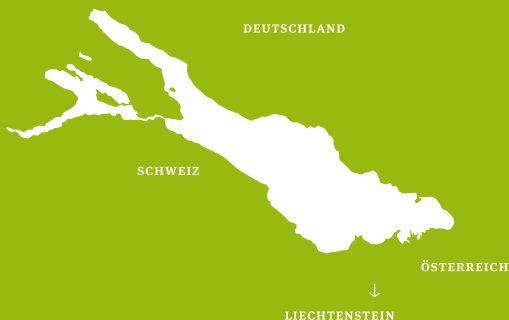 DEUTSCHLAND
SCHWEIZ
ÖSTERREICH
LIECHTENSTEIN